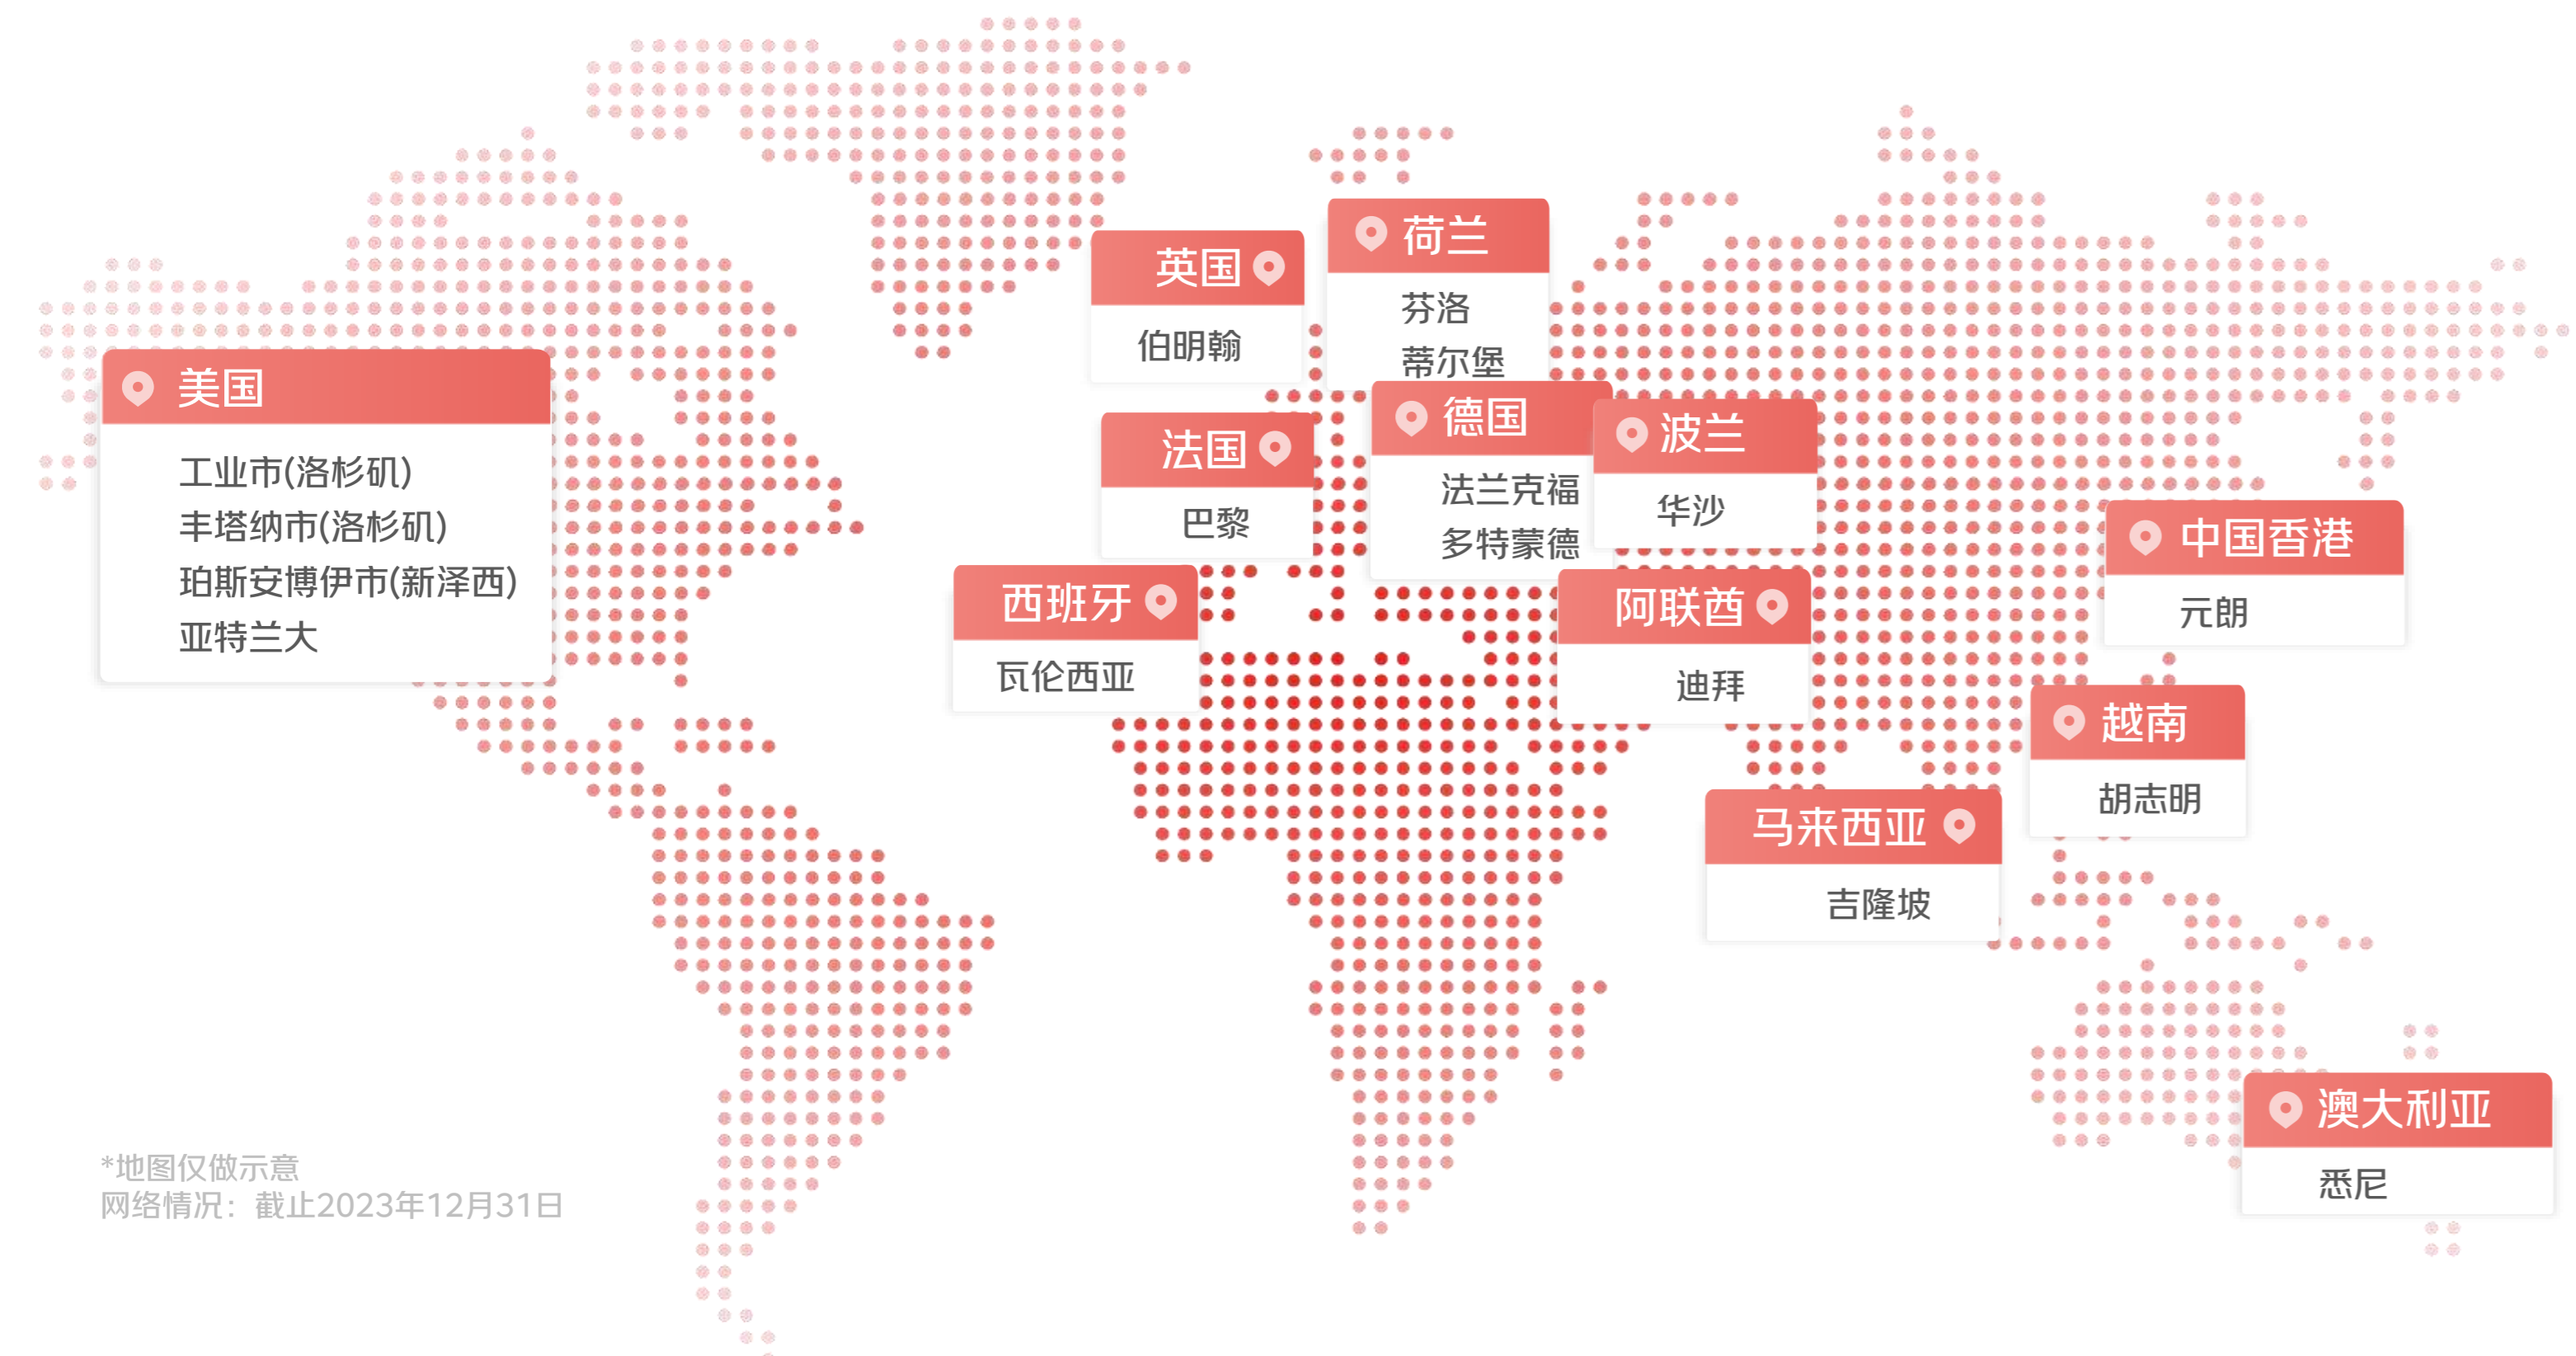 英国
伯明翰
荷兰
芬洛
蒂尔堡
美国
工业市(洛杉矶)
丰塔纳市(洛杉矶)
珀斯安博伊市(新泽西)
亚特兰大
法国
巴黎
德国
法兰克福
多特蒙德
波兰
华沙
西班牙
瓦伦西亚
阿联酋
迪拜
中国香港
元朗
越南
胡志明
马来西亚
吉隆坡
澳大利亚
悉尼
*地图仅做示意
网络情况：截止2023年12月31日